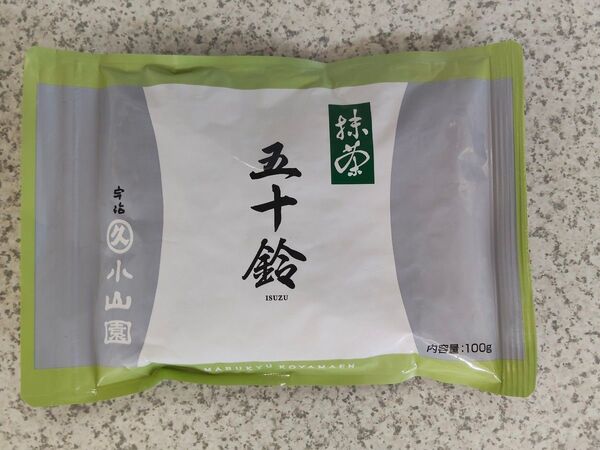 抹茶
五十鈴
ISUZU
宇治
久
小山園
内容量:100g
MARUKYU KOYAMAEN